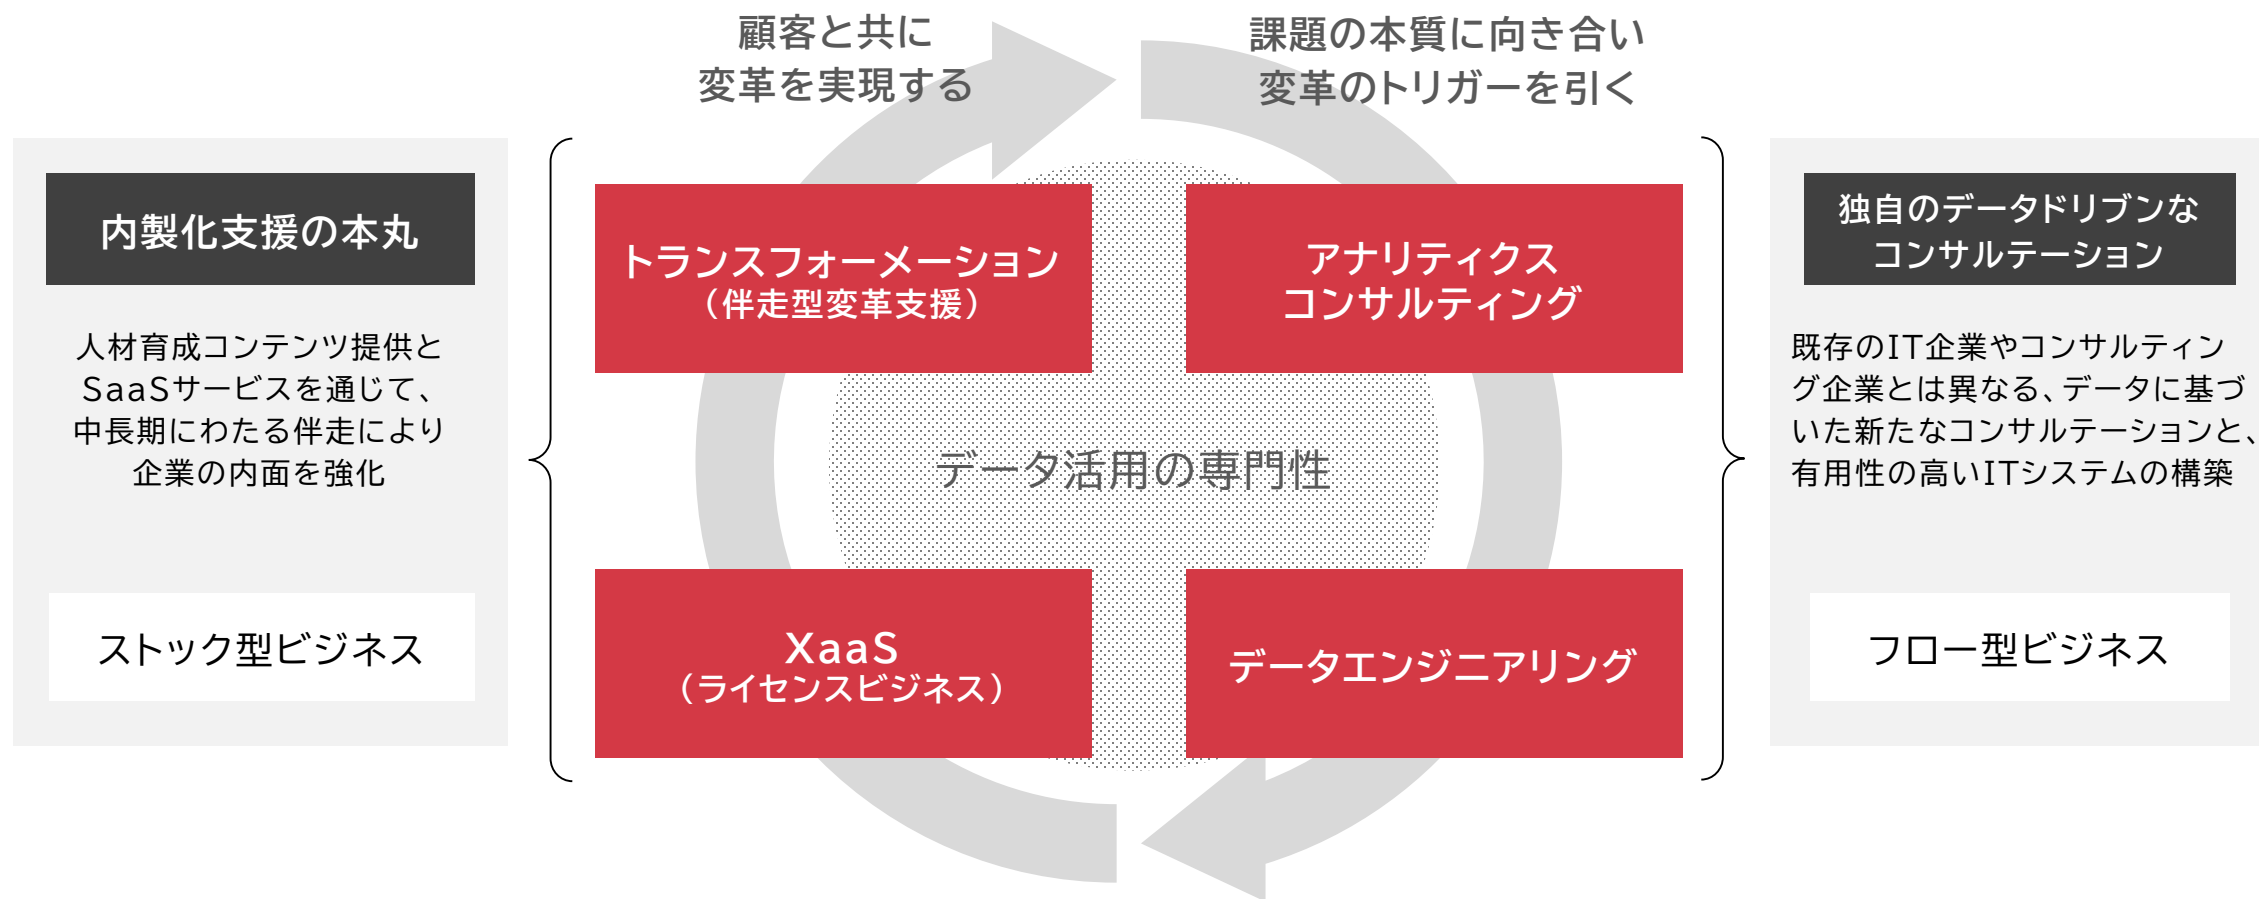 顧客と共に
変革を実現する
課題の本質に向き合い
変革のトリガーを引く
内製化支援の本丸
人材育成コンテンツ提供と
SaaSサービスを通じて、
中長期にわたる伴走により
企業の内面を強化
ストック型ビジネス
トランスフォーメーション
（伴走型変革支援）
アナリティクス
コンサルティング
データ活用の専門性
XaaS
（ライセンスビジネス）
データエンジニアリング
独自のデータドリブンな
コンサルテーション
既存のIT企業やコンサルティン
グ企業とは異なる、データに基づ
いた新たなコンサルテーションと、
有用性の高いITシステムの構築
フロー型ビジネス